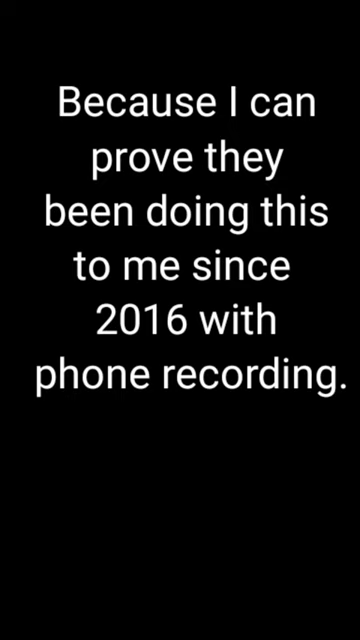 Because I can
prove they
been doing this
to me since
2016 with
phone recording.